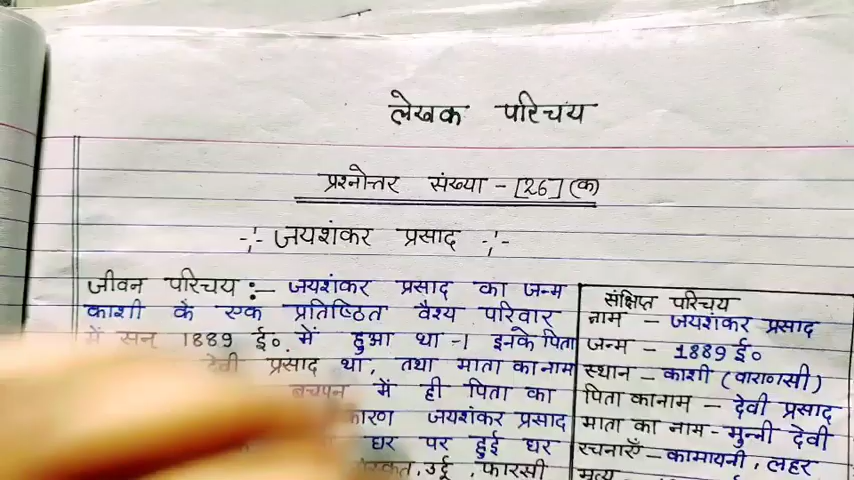 लेखक परिचय
प्रश्नोत्तर संख्या - [26] (क)
-:- जयशंकर प्रसाद -:-
जीवन परिचय :- जयशंकर प्रसाद का जन्म
काशी के एक प्रतिष्ठित वैश्य परिवार
में सन् 1889 ई० में हुआ था -। इनके पिता
देवी प्रसाद था, तथा माता का नाम
बचपन में ही पिता का
कारण जयशंकर प्रसाद
घर पर हुई घर
उर्दू, फारसी
संक्षिप्त परिचय
नाम - जयशंकर प्रसाद
जन्म - 1889 ई०
स्थान - काशी (वाराणसी)
पिता का नाम - देवी प्रसाद
माता का नाम - मुन्नी देवी
रचनाएँ - कामायनी, लहर
मृत्यु